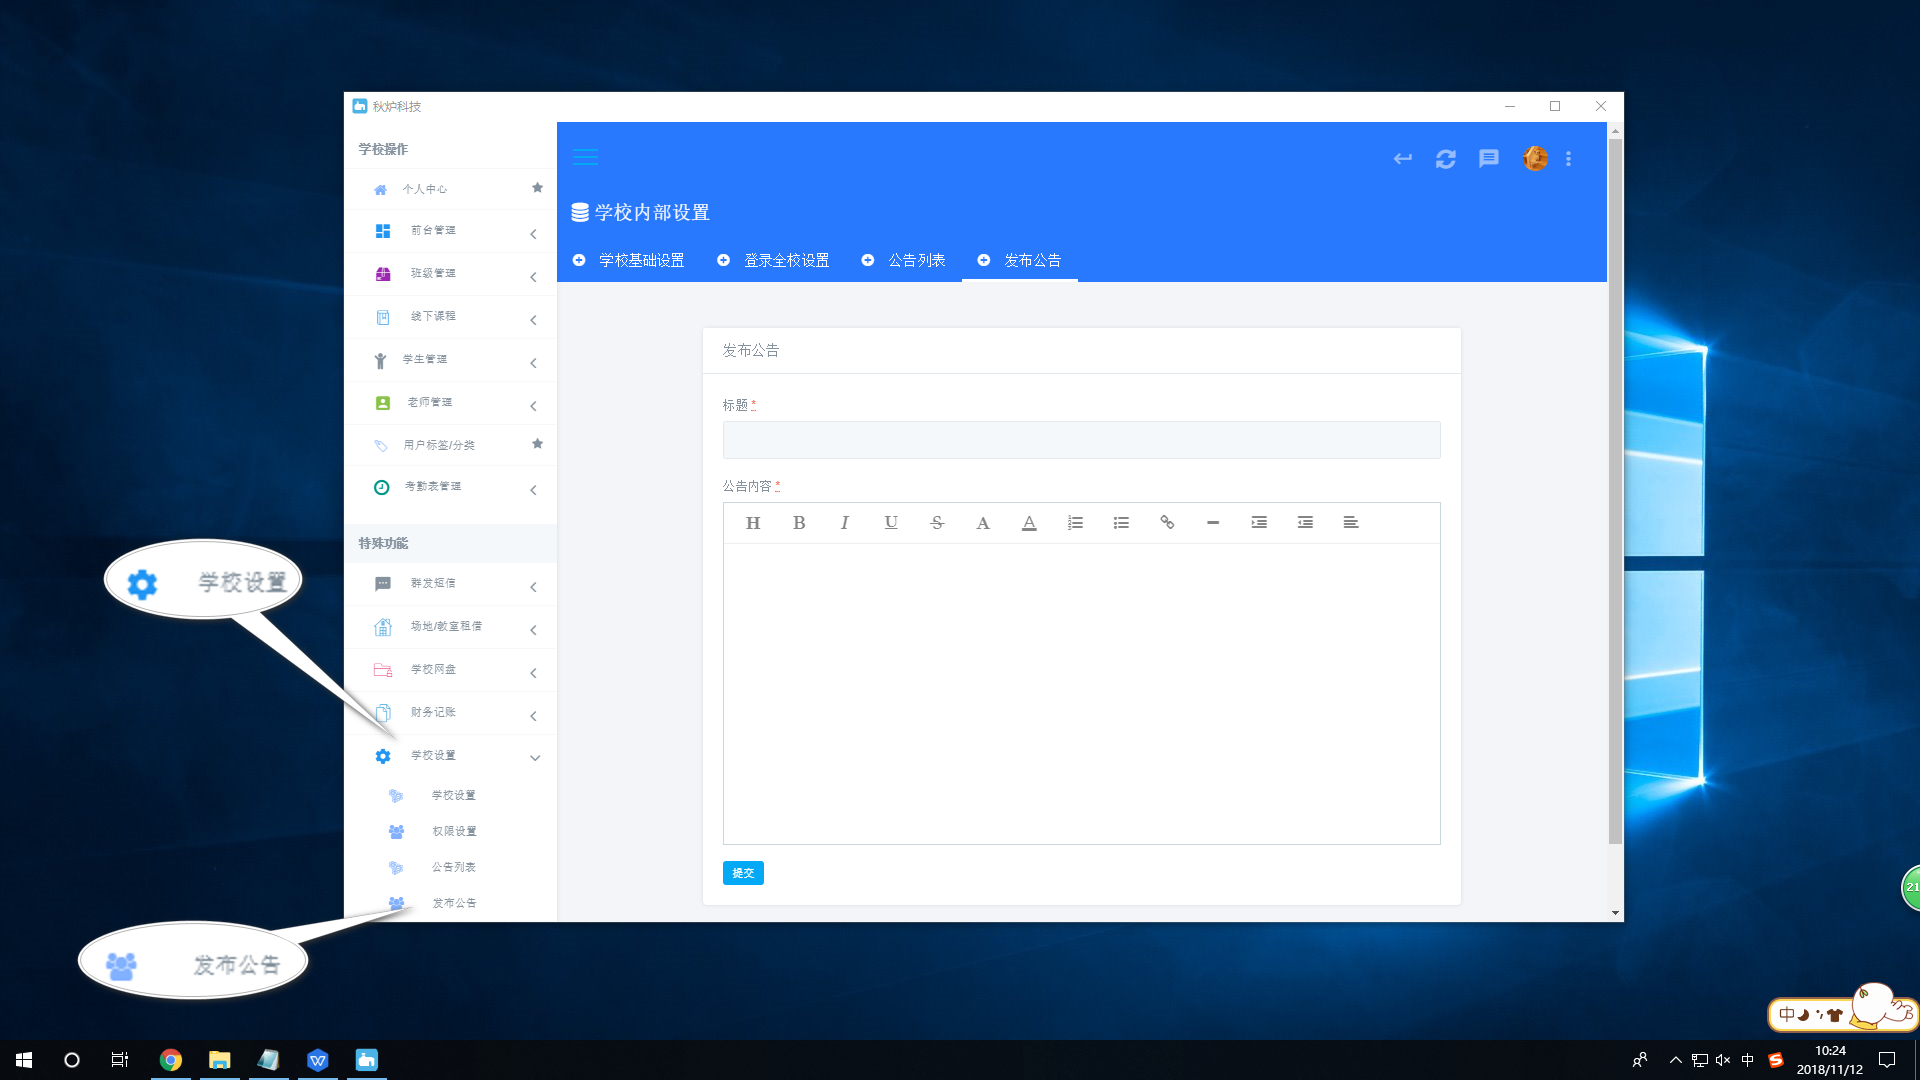 秋炉科技
学校操作
个人中心
前台管理
班级管理
线下课程
学生管理
老师管理
用户标签/分类
考勤表管理
特殊功能
群发短信
场地/教室租借
学校网盘
财务记账
学校设置
学校设置
权限设置
公告列表
发布公告
学校设置
发布公告
学校内部设置
学校基础设置
登录全校设置
公告列表
发布公告
发布公告
标题 *
公告内容 *
H B I U S A A
提交
21
中
中
10:24
2018/11/12